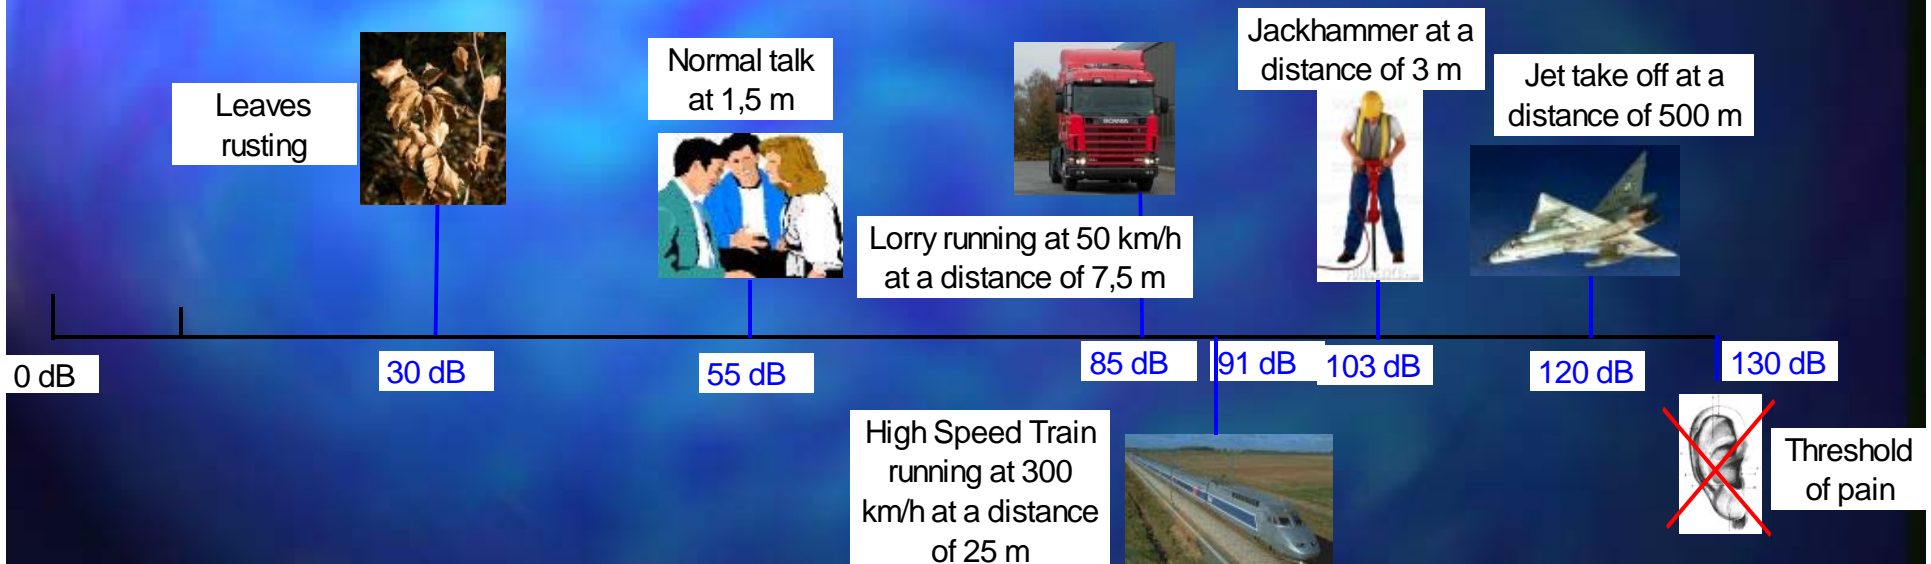 Leaves
rusting
Normal talk
at 1,5 m
Lorry running at 50 km/h
at a distance of 7,5 m
Jackhammer at a
distance of 3 m
Jet take off at a
distance of 500 m
0 dB
30 dB
55 dB
85 dB
91 dB
103 dB
120 dB
130 dB
High Speed Train
running at 300
km/h at a distance
of 25 m
Threshold
of pain
SCANIA